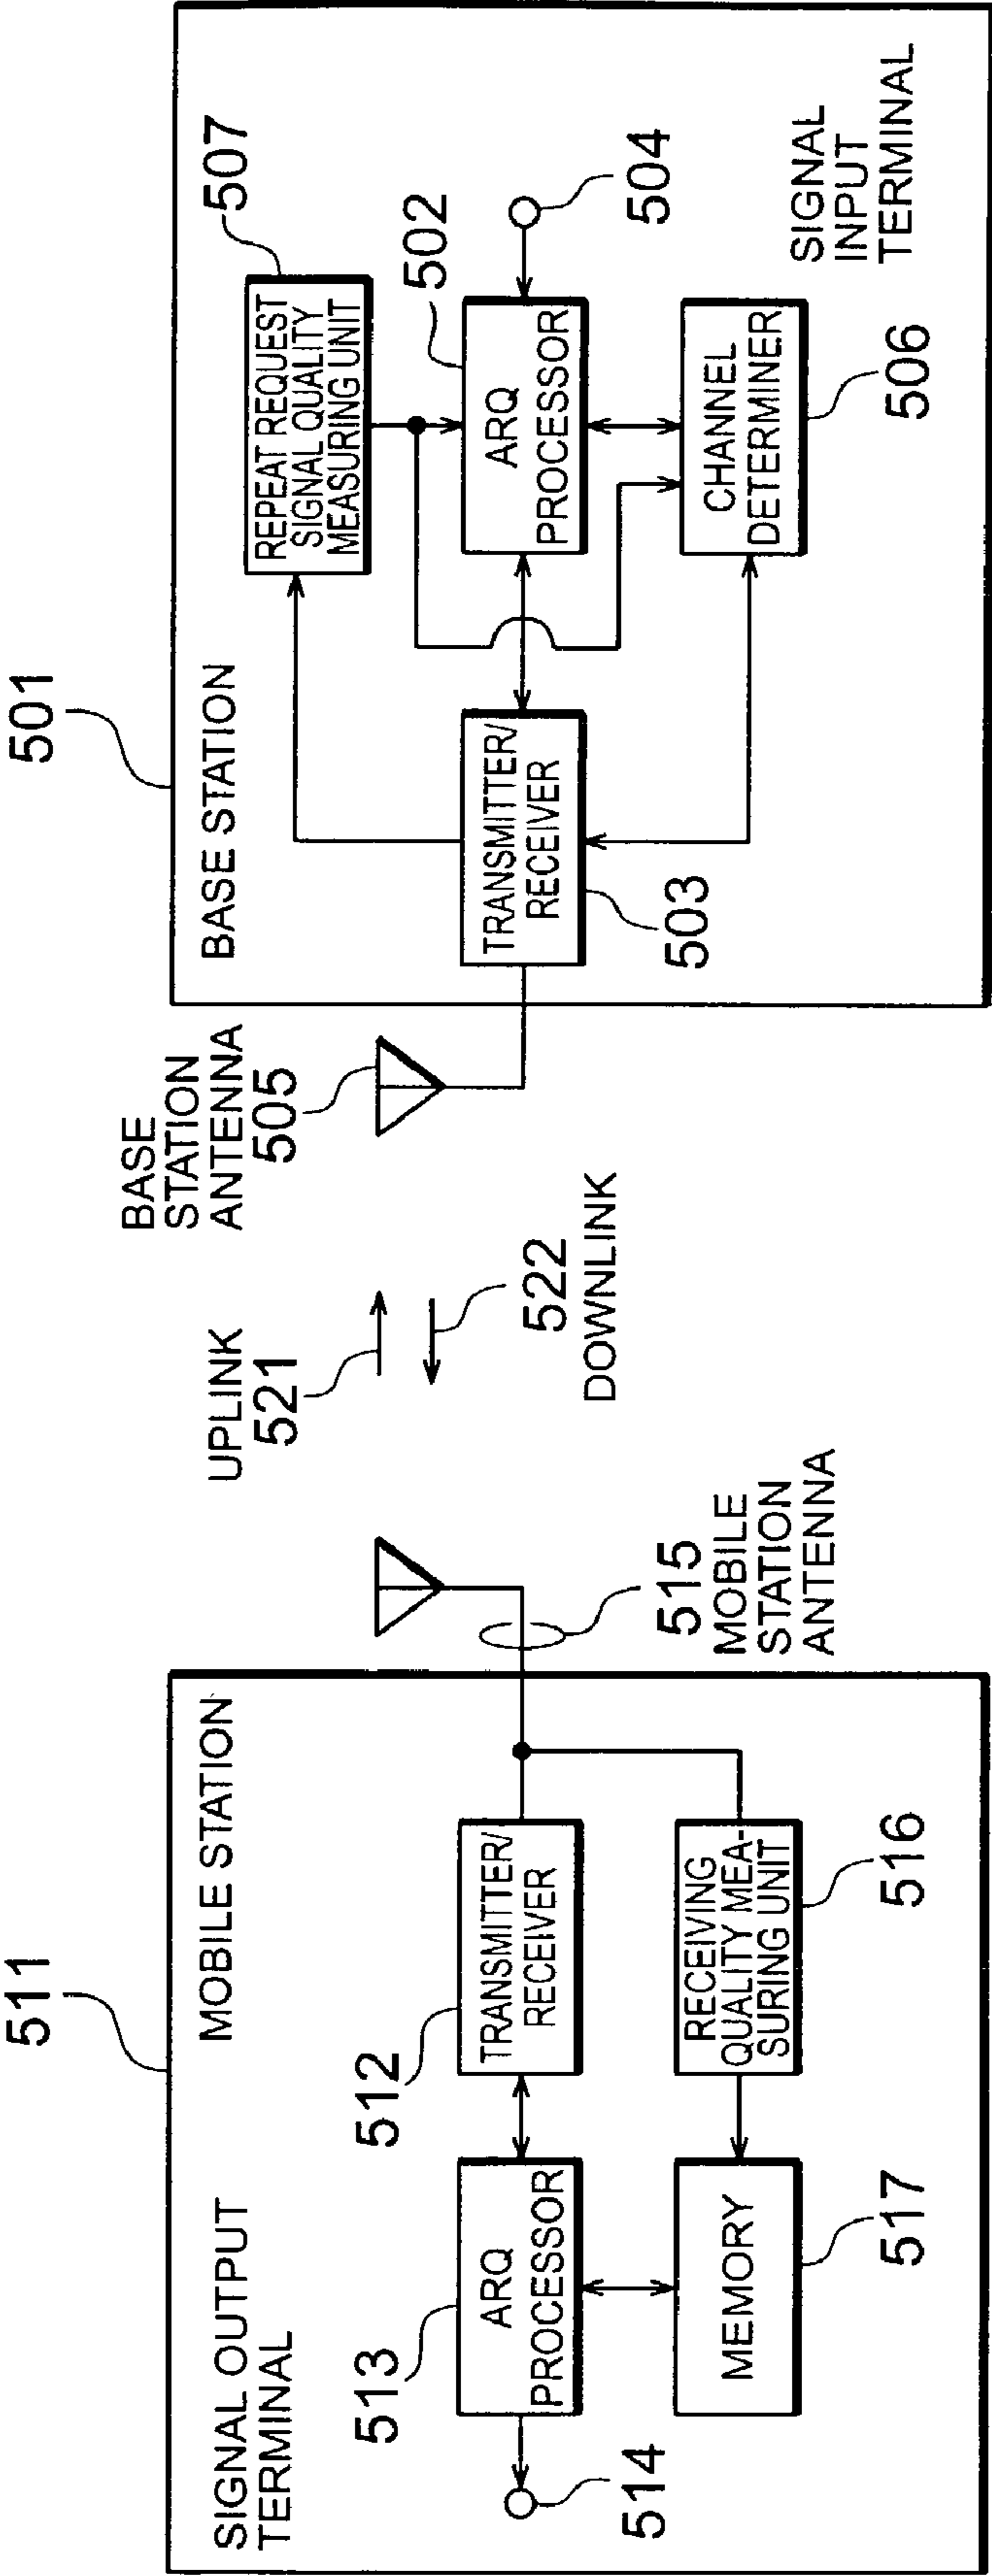 511
MOBILE STATION
SIGNAL OUTPUT
TERMINAL
513
ARQ
PROCESSOR
514
512
TRANSMITTER/
RECEIVER
MEMORY
517
RECEIVING
QUALITY MEA-
SURING UNIT
516
515
MOBILE
STATION
ANTENNA
UPLINK
521
522
DOWNLINK
BASE
STATION
ANTENNA
505
501
BASE STATION
TRANSMITTER/
RECEIVER
503
507
REPEAT REQUEST
SIGNAL QUALITY
MEASURING UNIT
502
ARQ
PROCESSOR
504
CHANNEL
DETERMINER
506
SIGNAL
INPUT
TERMINAL